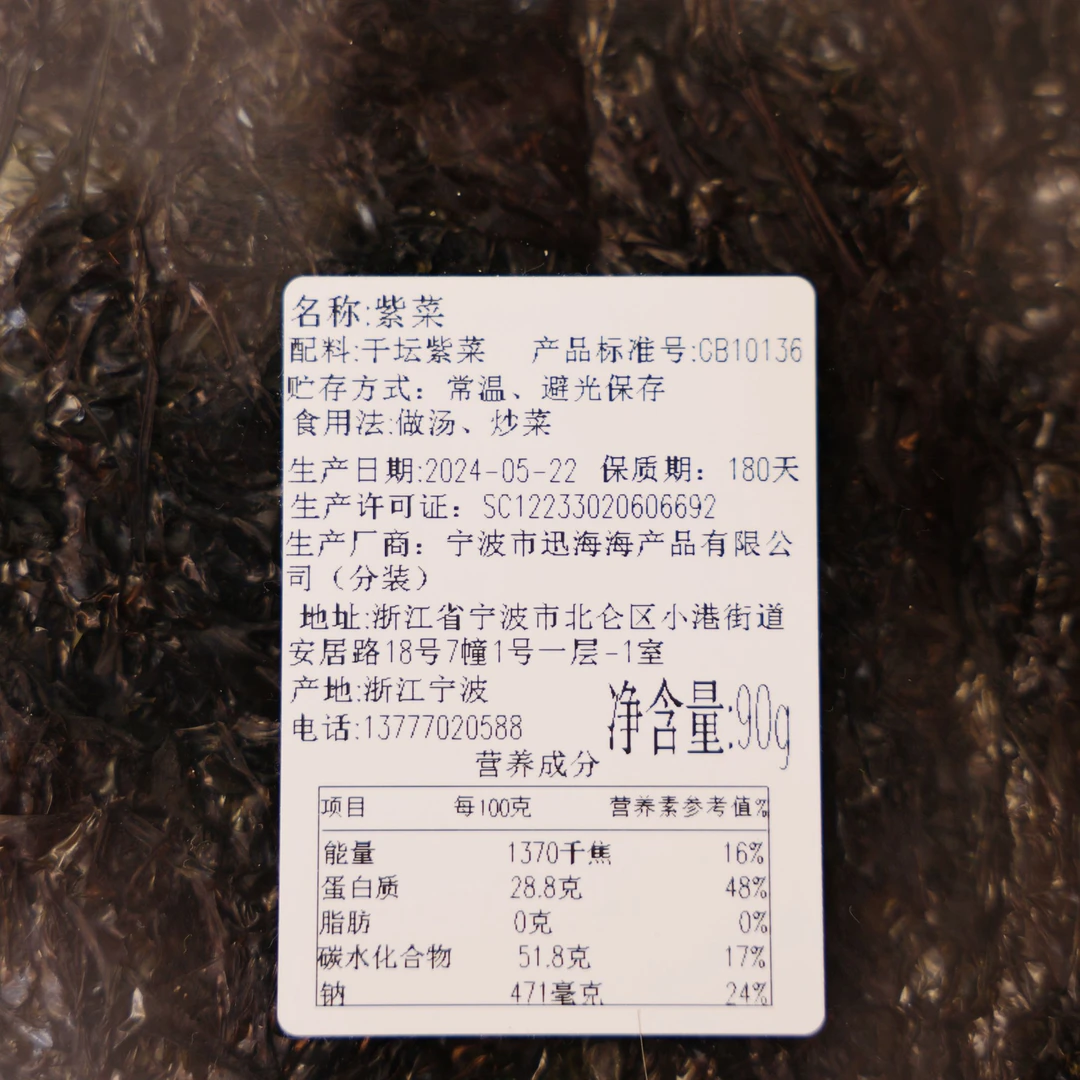 名称:紫菜
配料:干坛紫菜 产品标准号:GB10136
贮存方式：常温、避光保存
食用法:做汤、炒菜
生产日期:2024-05-22 保质期：180天
生产许可证：SC12233020606692
生产厂商：宁波市迅海海产品有限公
司（分装）
地址:浙江省宁波市北仑区小港街道
安居路18号7幢1号一层-1室
产地:浙江宁波
净含量:90g
电话:13777020588
营养成分
项目 每100克 营养素参考值%
能量 1370千焦 16%
蛋白质 28.8克 48%
脂肪 0克 0%
碳水化合物 51.8克 17%
钠 471毫克 24%